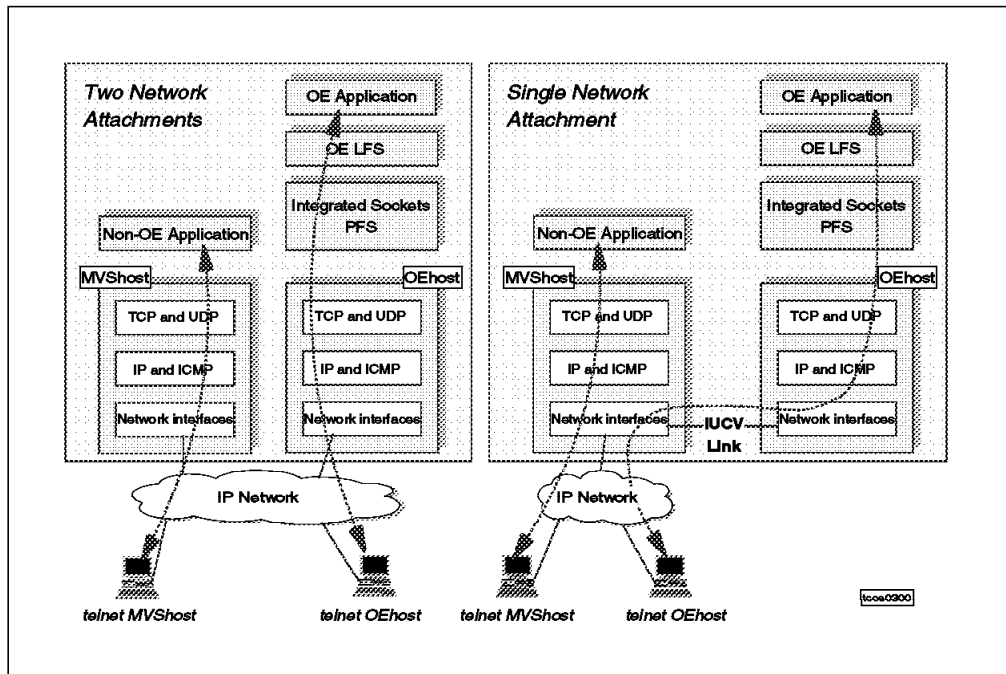 Two Network
Attachments
OE Application
OE LFS
Integrated Sockets
PFS
Non-OE Application
MVShost
OEhost
TCP and UDP
TCP and UDP
IP and ICMP
IP and ICMP
Network interfaces
Network interfaces
IP Network
telnet MVShost
telnet OEhost
Single Network
Attachment
OE Application
OE LFS
Integrated Sockets
PFS
Non-OE Application
MVShost
OEhost
TCP and UDP
TCP and UDP
IP and ICMP
IP and ICMP
Network interfaces
IUCV
Link
Network interfaces
IP Network
telnet MVShost
telnet OEhost